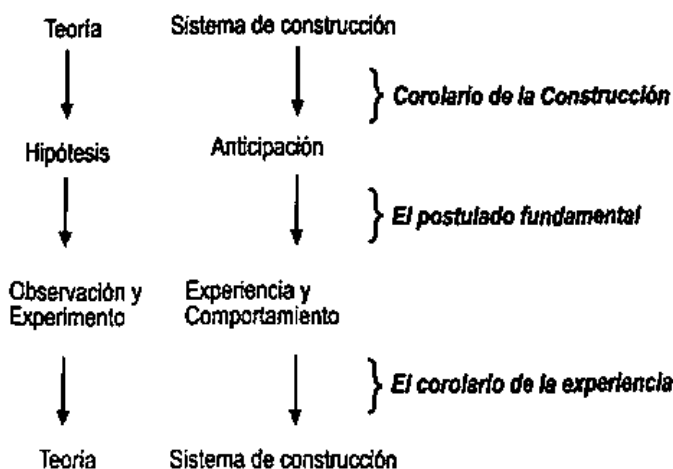 Teoría Sistema de construcción
} Corolario de la Construcción
Hipótesis Anticipación
} El postulado fundamental
Observación y Experiencia y
Experimento Comportamiento
} El corolario de la experiencia
Teoría Sistema de construcción